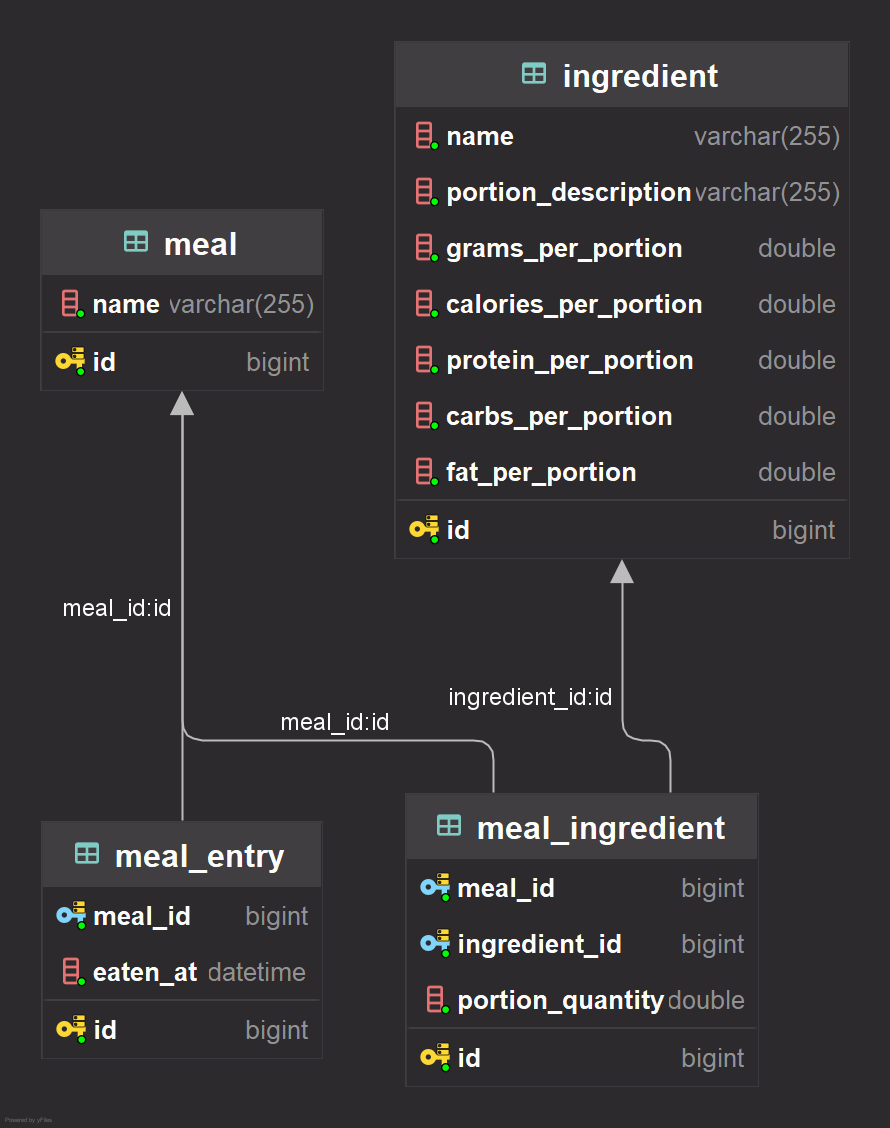 ingredient
name varchar(255)
portion_description varchar(255)
grams_per_portion double
calories_per_portion double
protein_per_portion double
carbs_per_portion double
fat_per_portion double
id bigint
meal
name varchar(255)
id bigint
meal_id:id
ingredient_id:id
meal_id:id
meal_entry
meal_id bigint
eaten_at datetime
id bigint
meal_ingredient
meal_id bigint
ingredient_id bigint
portion_quantity double
id bigint
Powered by yFiles